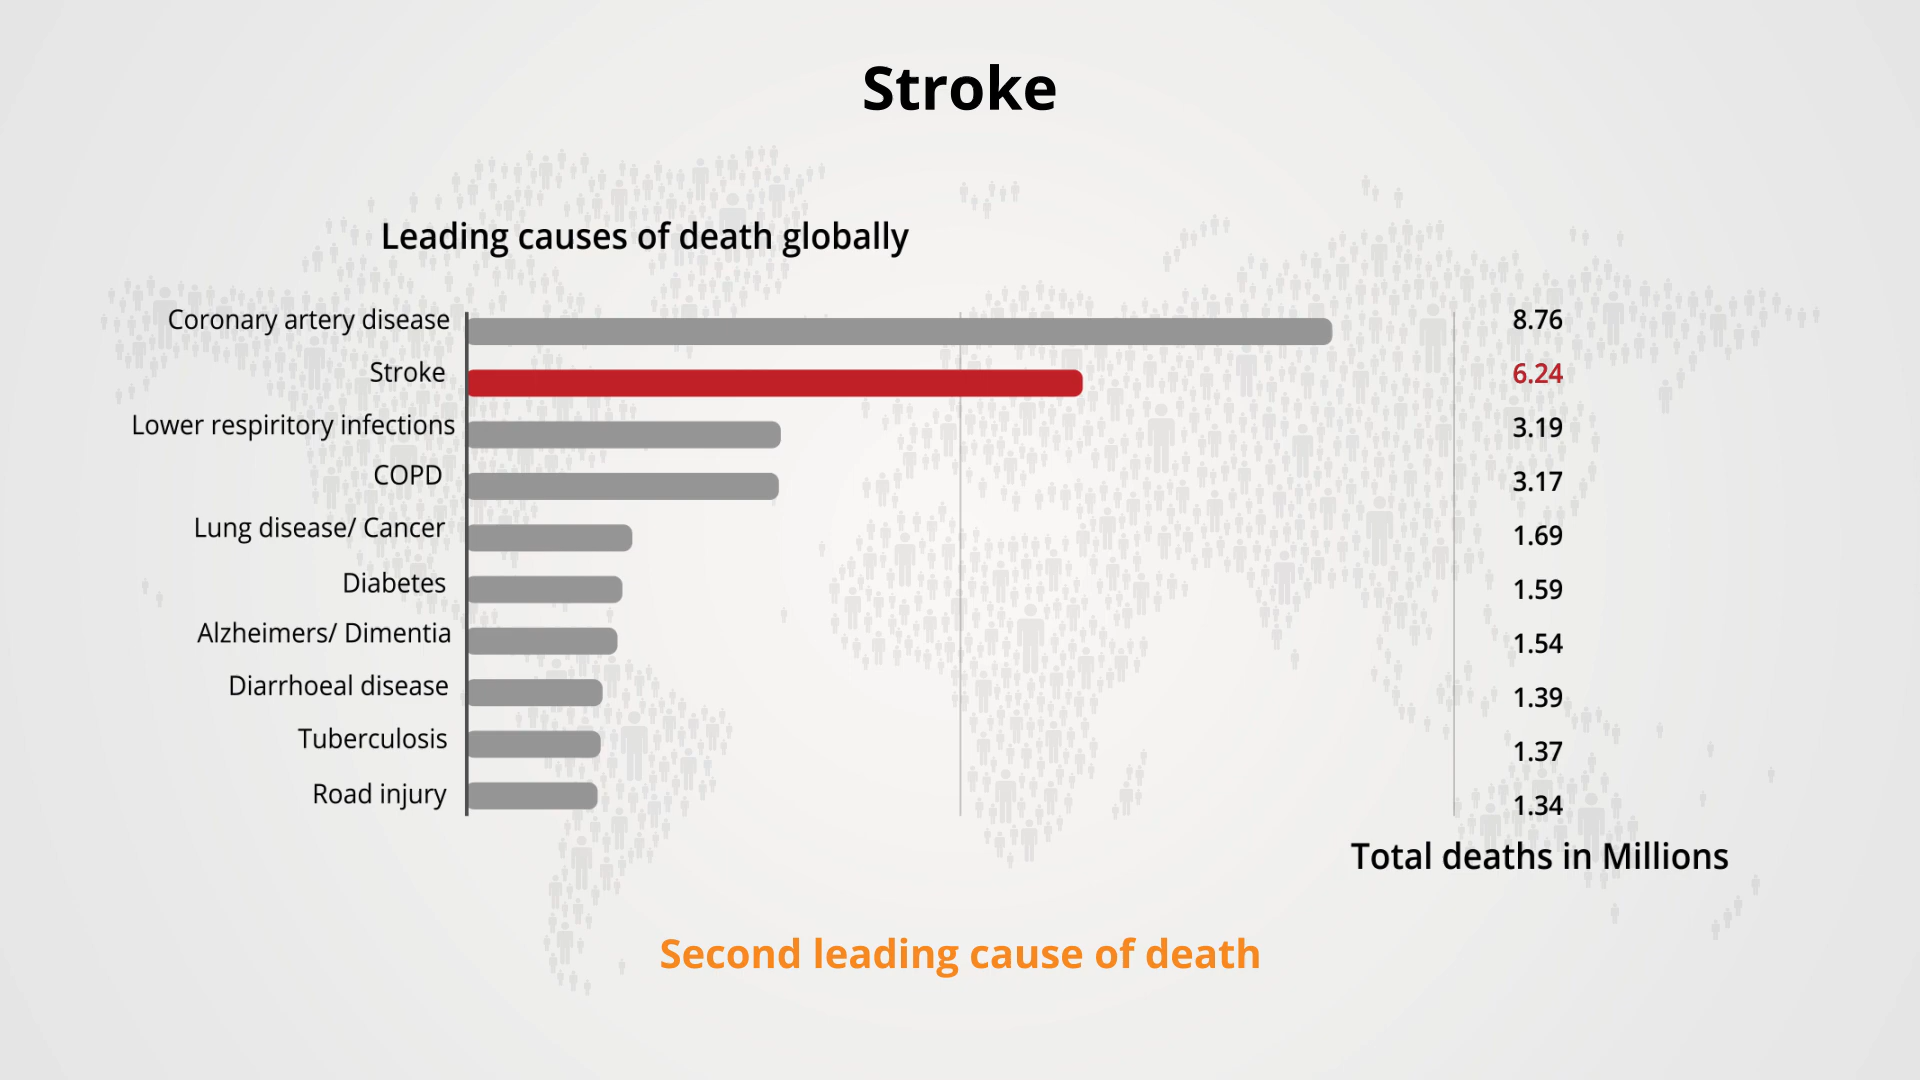 Stroke
Leading causes of death globally
Coronary artery disease 8.76
Stroke 6.24
Lower respiritory infections 3.19
COPD 3.17
Lung disease/ Cancer 1.69
Diabetes 1.59
Alzheimers/ Dimentia 1.54
Diarrhoeal disease 1.39
Tuberculosis 1.37
Road injury 1.34
Total deaths in Millions
Second leading cause of death